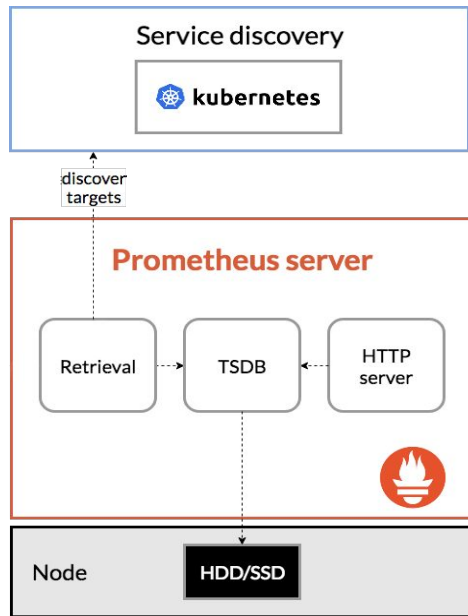 Service discovery
kubernetes
discover
targets
Prometheus server
Retrieval
TSDB
HTTP
server
Node
HDD/SSD